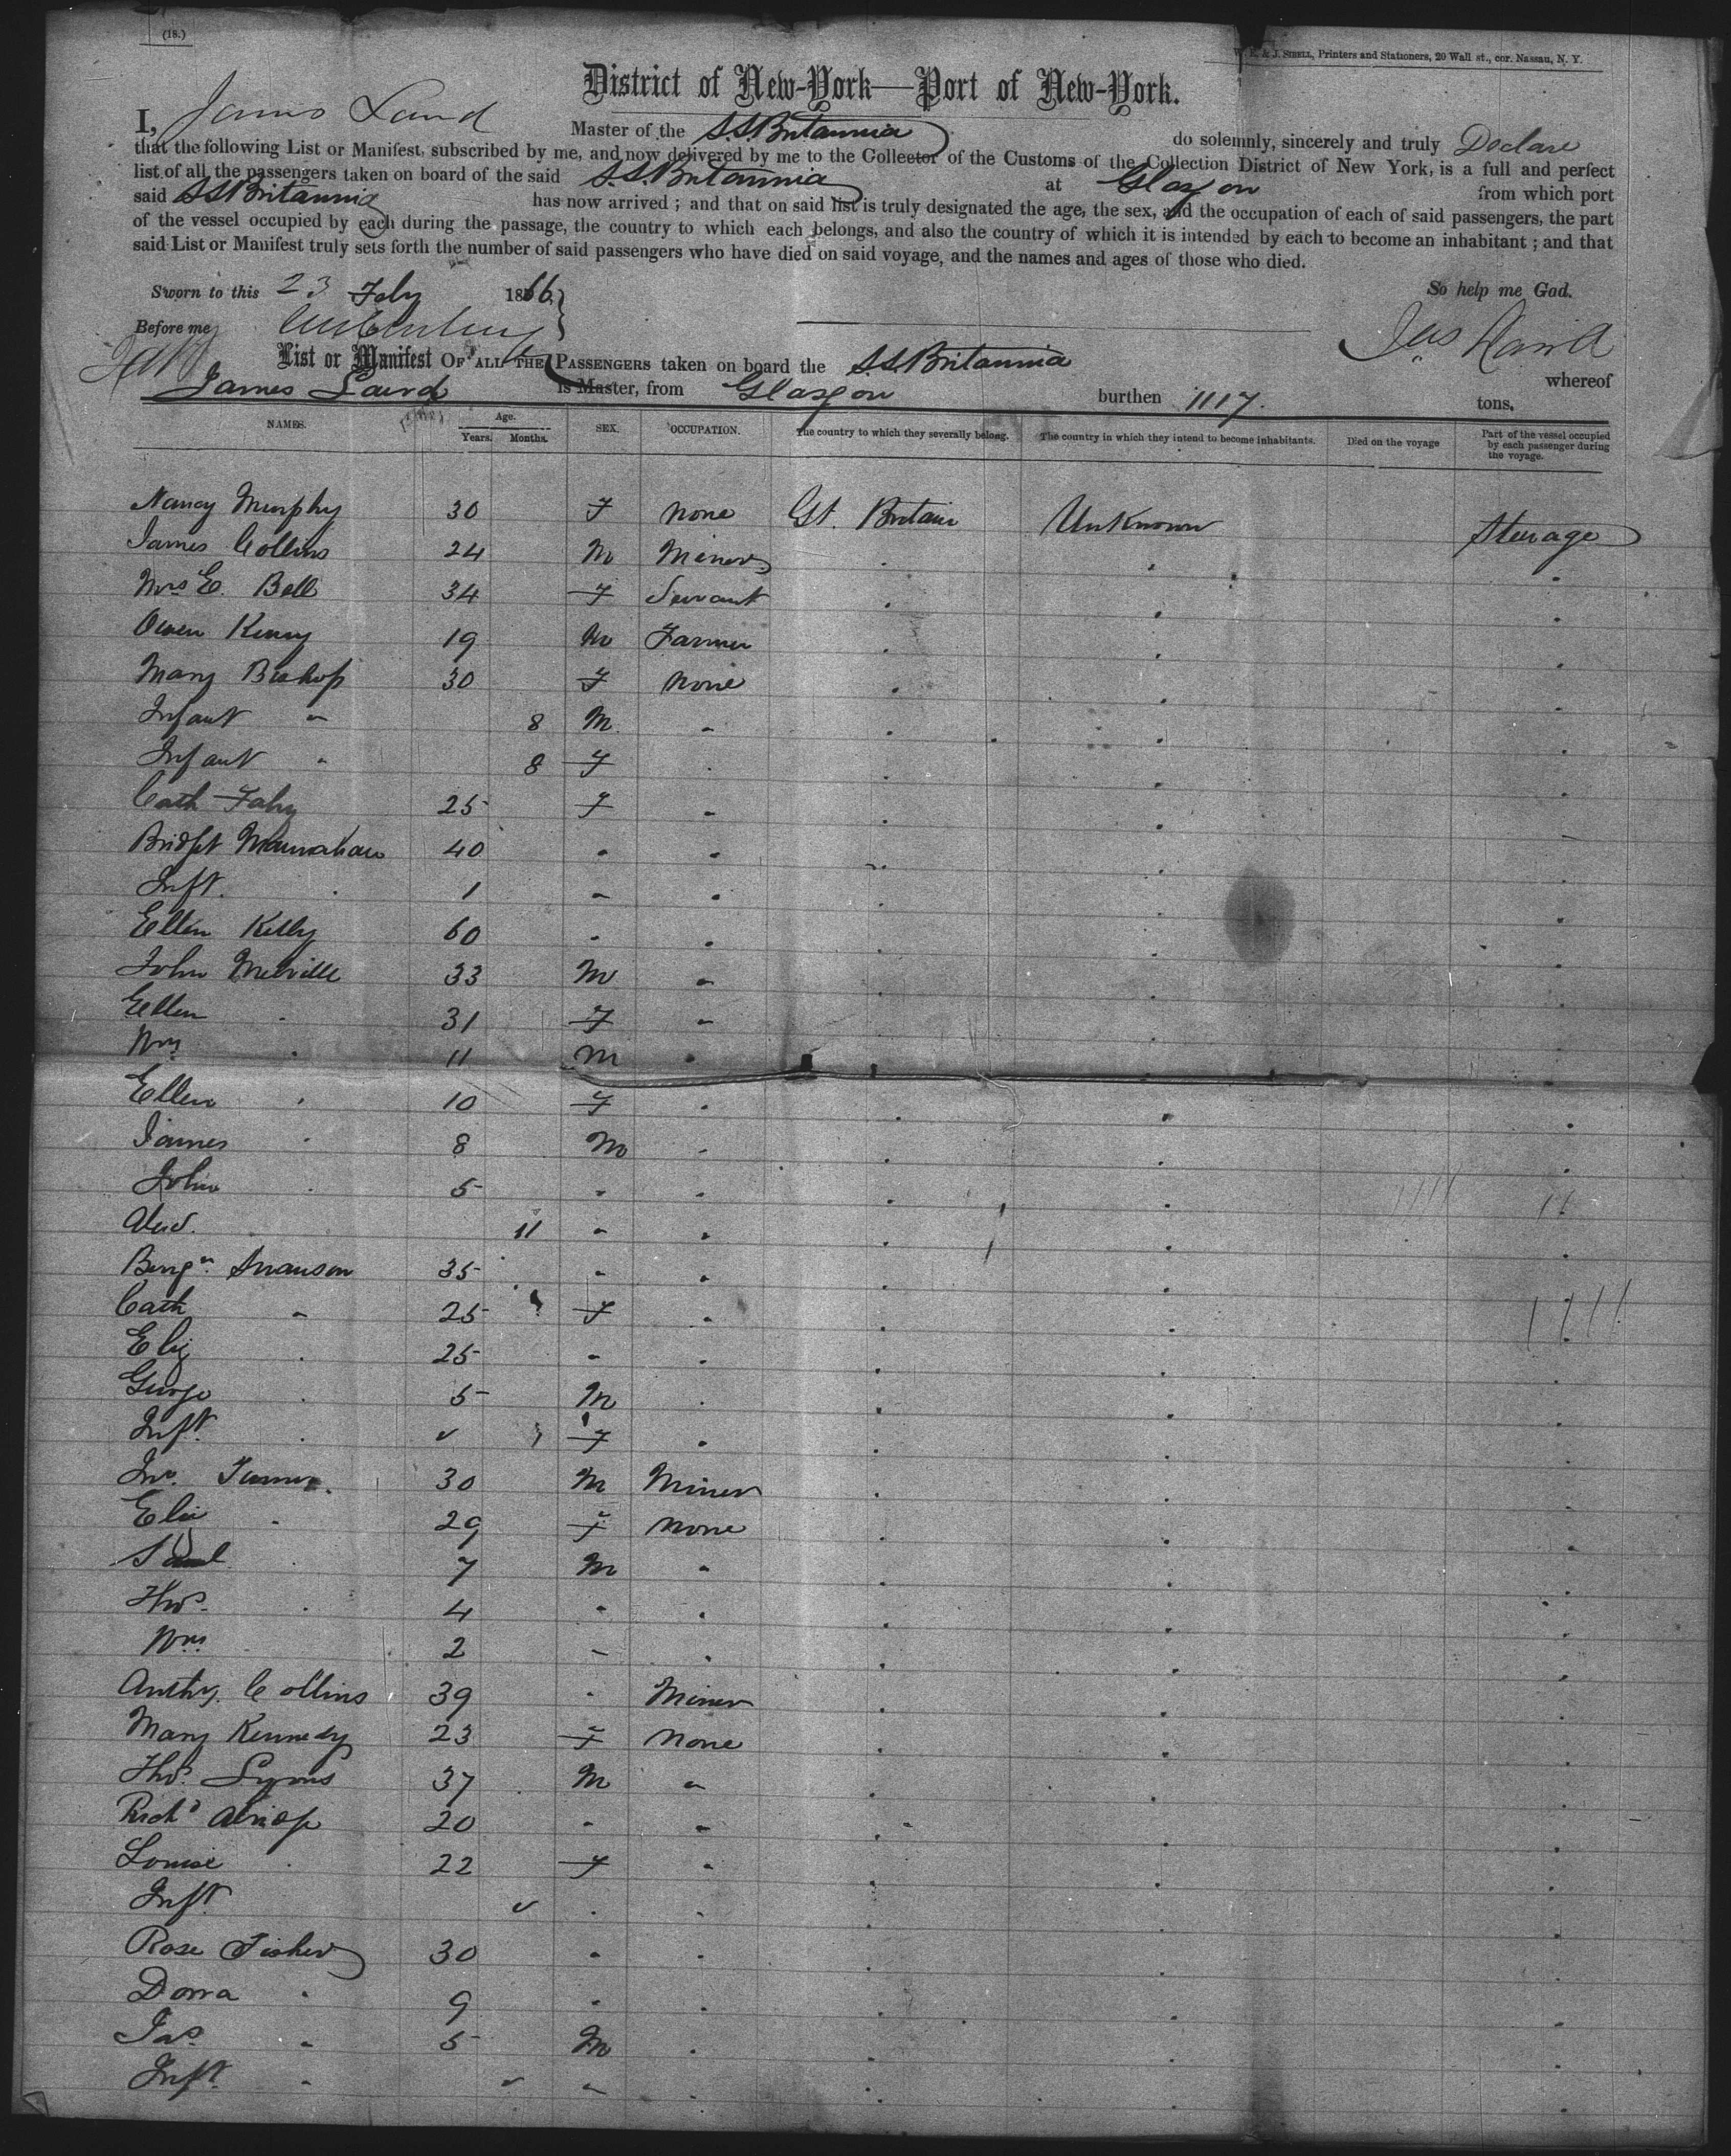 (18.)
W. E. & J. SIBELL, Printers and Stationers, 20 Wall st., cor. Nassau, N. Y.
District of New-York—Port of New-York.
I, James Laird Master of the S.S. Britannia do solemnly, sincerely and truly Declare
that the following List or Manifest, subscribed by me, and now delivered by me to the Collector of the Customs of the Collection District of New York, is a full and perfect
list of all the passengers taken on board of the said S.S. Britannia at Glasgow from which port
said SS Britannia has now arrived ; and that on said list is truly designated the age, the sex, and the occupation of each of said passengers, the part
of the vessel occupied by each during the passage, the country to which each belongs, and also the country of which it is intended by each to become an inhabitant ; and that
said List or Manifest truly sets forth the number of said passengers who have died on said voyage, and the names and ages of those who died.
Sworn to this 23 Feby 1866 So help me God.
Before me Jas Laird
List or Manifest OF ALL THE PASSENGERS taken on board the SS Britannia whereof
James Laird is Master, from Glasgow burthen 1117. tons.
NAMES. Age. Years. Months. SEX. OCCUPATION. The country to which they severally belong. The country in which they intend to become inhabitants. Died on the voyage Part of the vessel occupied by each passenger during the voyage.
Nancy Murphy 30 F None Gt. Britain Unknown Sterage
James Collins 24 M Miner
Mrs E. Bell 34 F Servant
Owen Kenny 19 M Farmer
Mary Bishop 30 F None
Infant " 8 M "
Infant " 8 F
Cath Fahy 25 F "
Bridget 40 " "
Inft. 1 " "
Ellen Kelly 60 " "
John Melville 33 M "
Ellen " 31 F "
Wm " 11 M "
Ellen " 10 F "
James " 8 M "
John " 5 " "
Alexd. 11 " "
Benjn. Swanson 35 " "
Cath " 25 F "
Eliz " 25 " "
George " 5 M "
Inft. " F "
Jno. Turner 30 M Miner
Eliz " 29 F None
Saml " 7 M "
Thos. " 4 " "
Wm. 2 " "
Anthy. Collins 39 " Miner
Mary Kennedy 23 F None
Thos. Lyons 37 M "
Richd 20 " "
Louise " 22 F "
Inft " "
Rose Fisher 30 " "
Dora " 9 " "
Jas " 5 M "
Inft. " " "